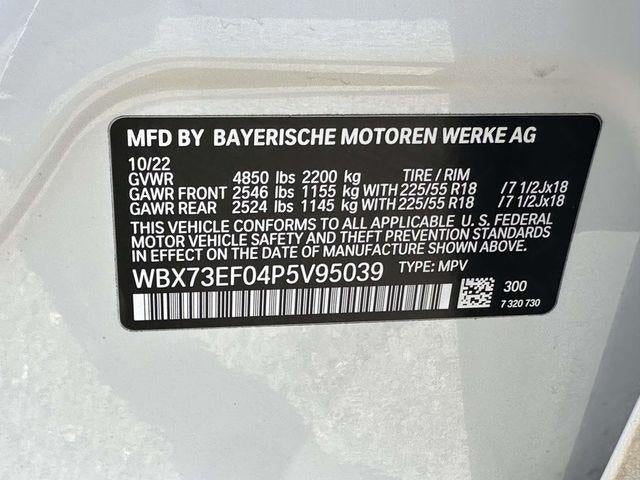 MFD BY BAYERISCHE MOTOREN WERKE AG
10/22
GVWR 4850 lbs 2200 kg TIRE / RIM
GAWR FRONT 2546 lbs 1155 kg WITH 225/55 R18 /7 1/2Jx18
GAWR REAR 2524 lbs 1145 kg WITH 225/55 R18 /7 1/2Jx18
THIS VEHICLE CONFORMS TO ALL APPLICABLE U. S. FEDERAL
MOTOR VEHICLE SAFETY AND THEFT PREVENTION STANDARDS
IN EFFECT ON THE DATE OF MANUFACTURE SHOWN ABOVE.
WBX73EF04P5V95039 TYPE: MPV
300
7 320 730